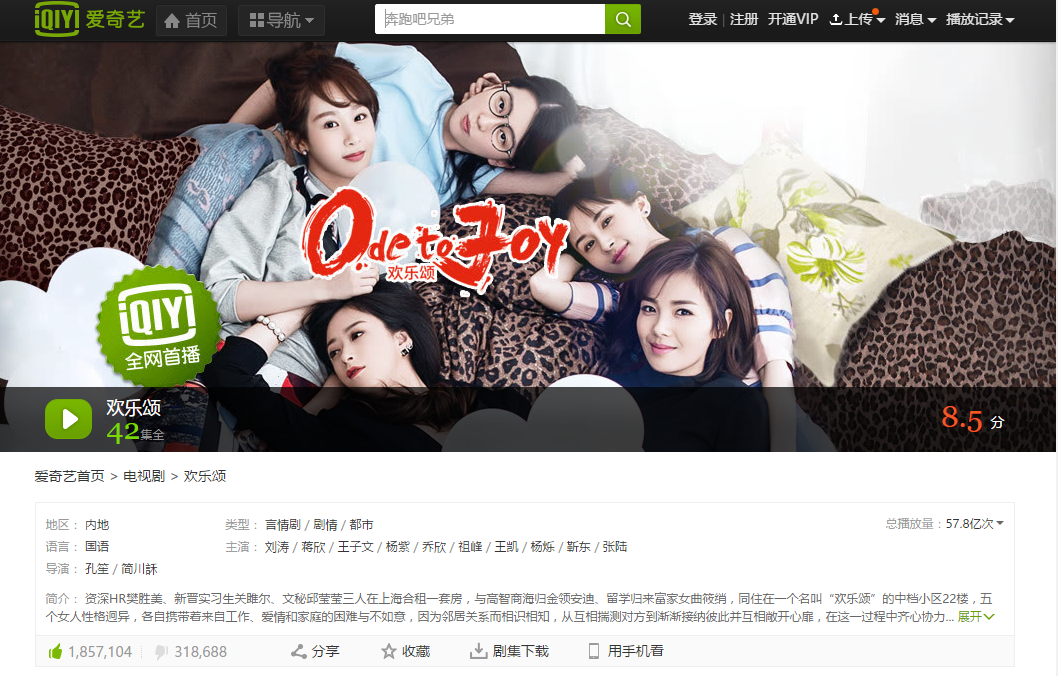 iQIYI 爱奇艺 首页 导航 奔跑吧兄弟 登录 | 注册 开通VIP 上传 消息 播放记录
Ode to Joy
欢乐颂
iQIYI
全网首播
欢乐颂
42集全
8.5 分
爱奇艺首页 > 电视剧 > 欢乐颂
地区： 内地 类型： 言情剧 / 剧情 / 都市 总播放量：57.8亿次
语言： 国语 主演： 刘涛 / 蒋欣 / 王子文 / 杨紫 / 乔欣 / 祖峰 / 王凯 / 杨烁 / 靳东 / 张陆
导演： 孔笙 / 简川訸
简介： 资深HR樊胜美、新晋实习生关雎尔、文秘邱莹莹三人在上海合租一套房，与高智商海归金领安迪、留学归来富家女曲筱绡，同住在一个名叫“欢乐颂”的中档小区22楼，五
个女人性格迥异，各自携带着来自工作、爱情和家庭的困难与不如意，因为邻居关系而相识相知，从互相揣测对方到渐渐接纳彼此并互相敞开心扉，在这一过程中齐心协力... 展开
1,857,104 | 318,688 分享 收藏 剧集下载 用手机看